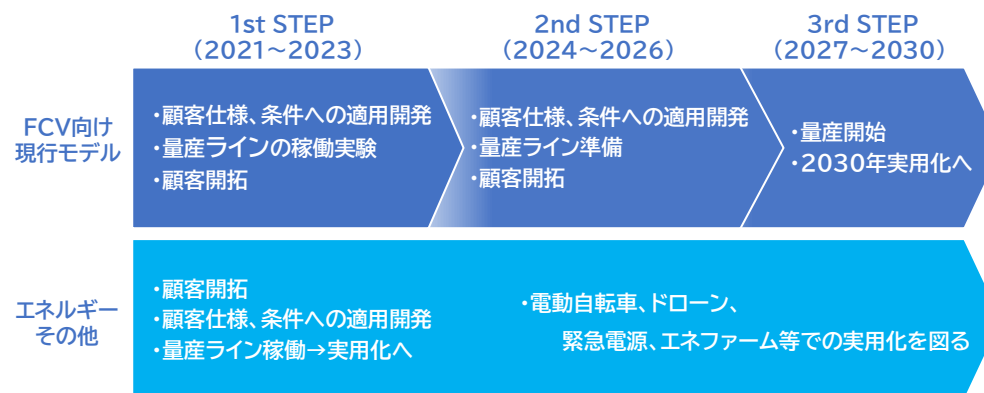 1st STEP
(2021～2023)
2nd STEP
(2024～2026)
3rd STEP
(2027～2030)
FCV向け
現行モデル
・顧客仕様、条件への適用開発
・量産ラインの稼働実験
・顧客開拓
・顧客仕様、条件への適用開発
・量産ライン準備
・顧客開拓
・量産開始
・2030年実用化へ
エネルギー
その他
・顧客開拓
・顧客仕様、条件への適用開発
・量産ライン稼働→実用化へ
・電動自転車、ドローン、
緊急電源、エネファーム等での実用化を図る